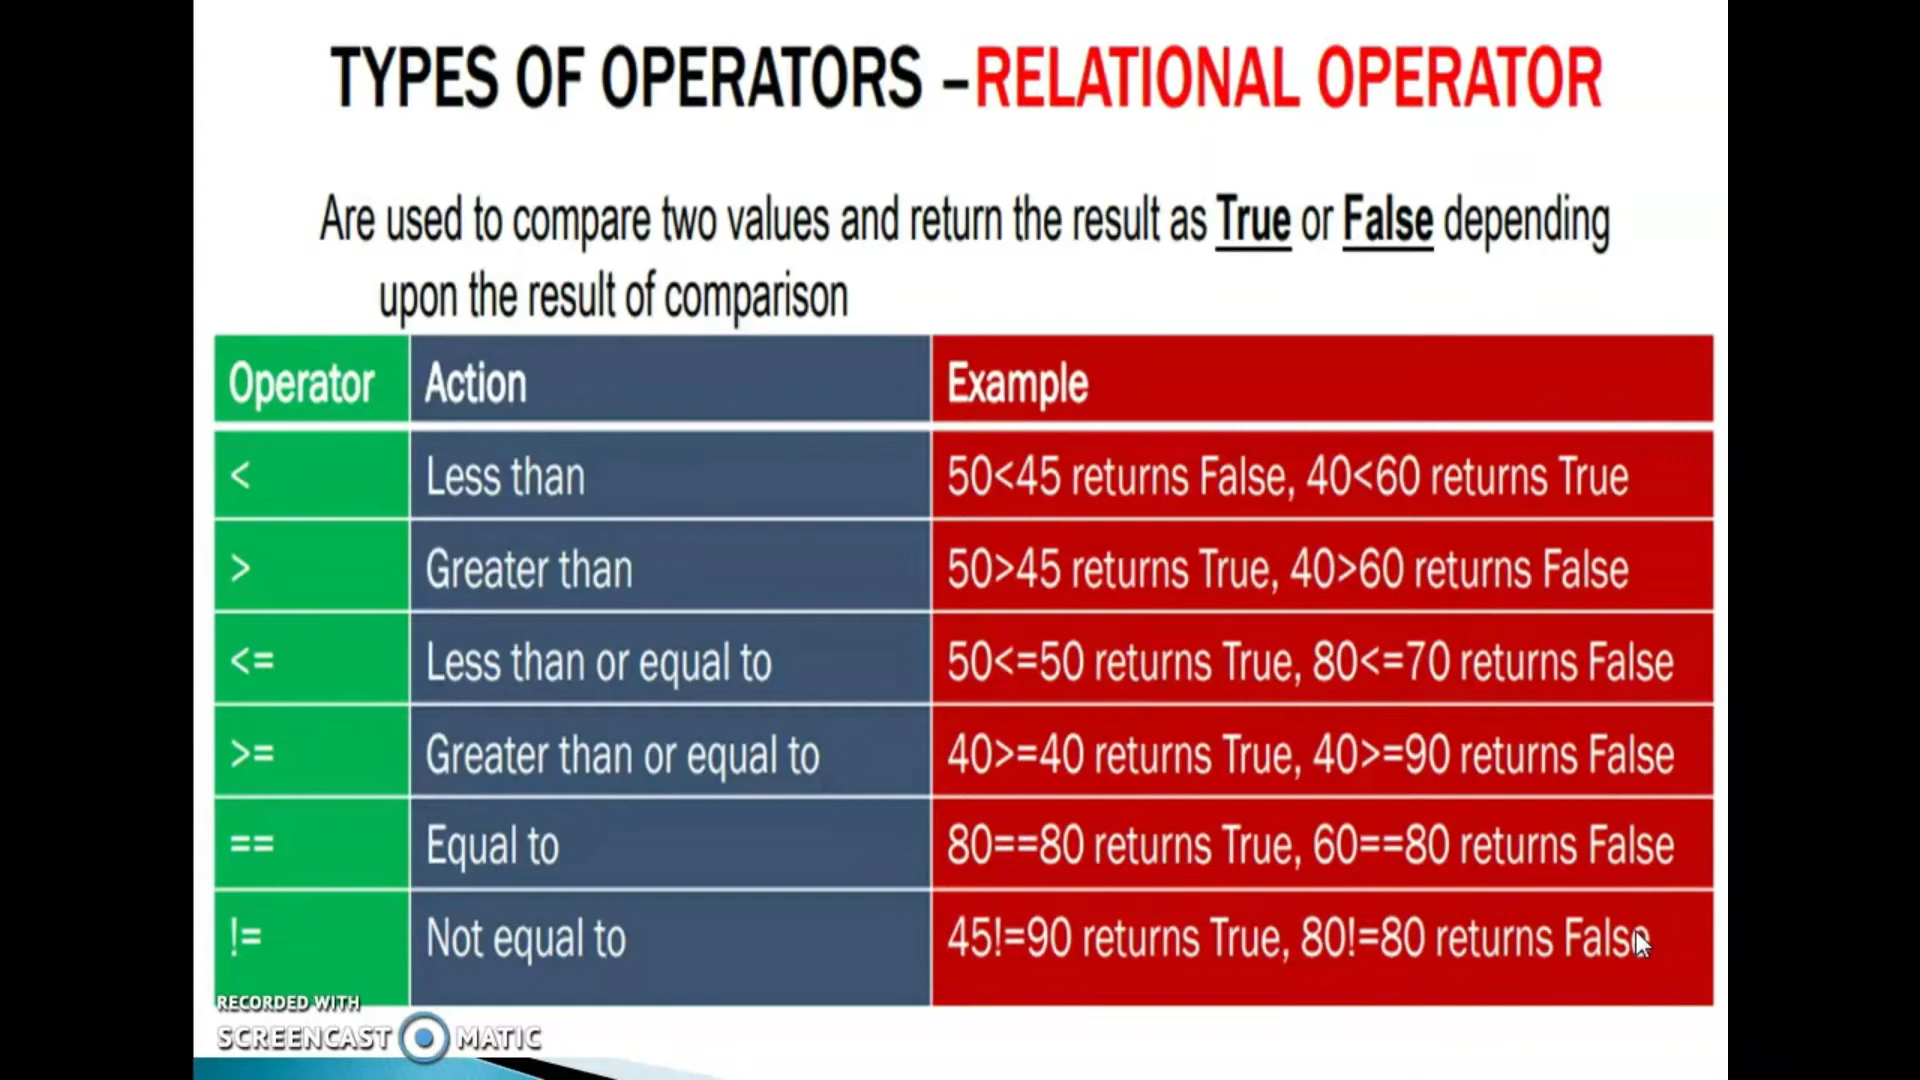 TYPES OF OPERATORS –RELATIONAL OPERATOR
Are used to compare two values and return the result as True or False depending
upon the result of comparison
Operator Action Example
< Less than 50<45 returns False, 40<60 returns True
> Greater than 50>45 returns True, 40>60 returns False
<= Less than or equal to 50<=50 returns True, 80<=70 returns False
>= Greater than or equal to 40>=40 returns True, 40>=90 returns False
== Equal to 80==80 returns True, 60==80 returns False
!= Not equal to 45!=90 returns True, 80!=80 returns False
RECORDED WITH
SCREENCAST MATIC